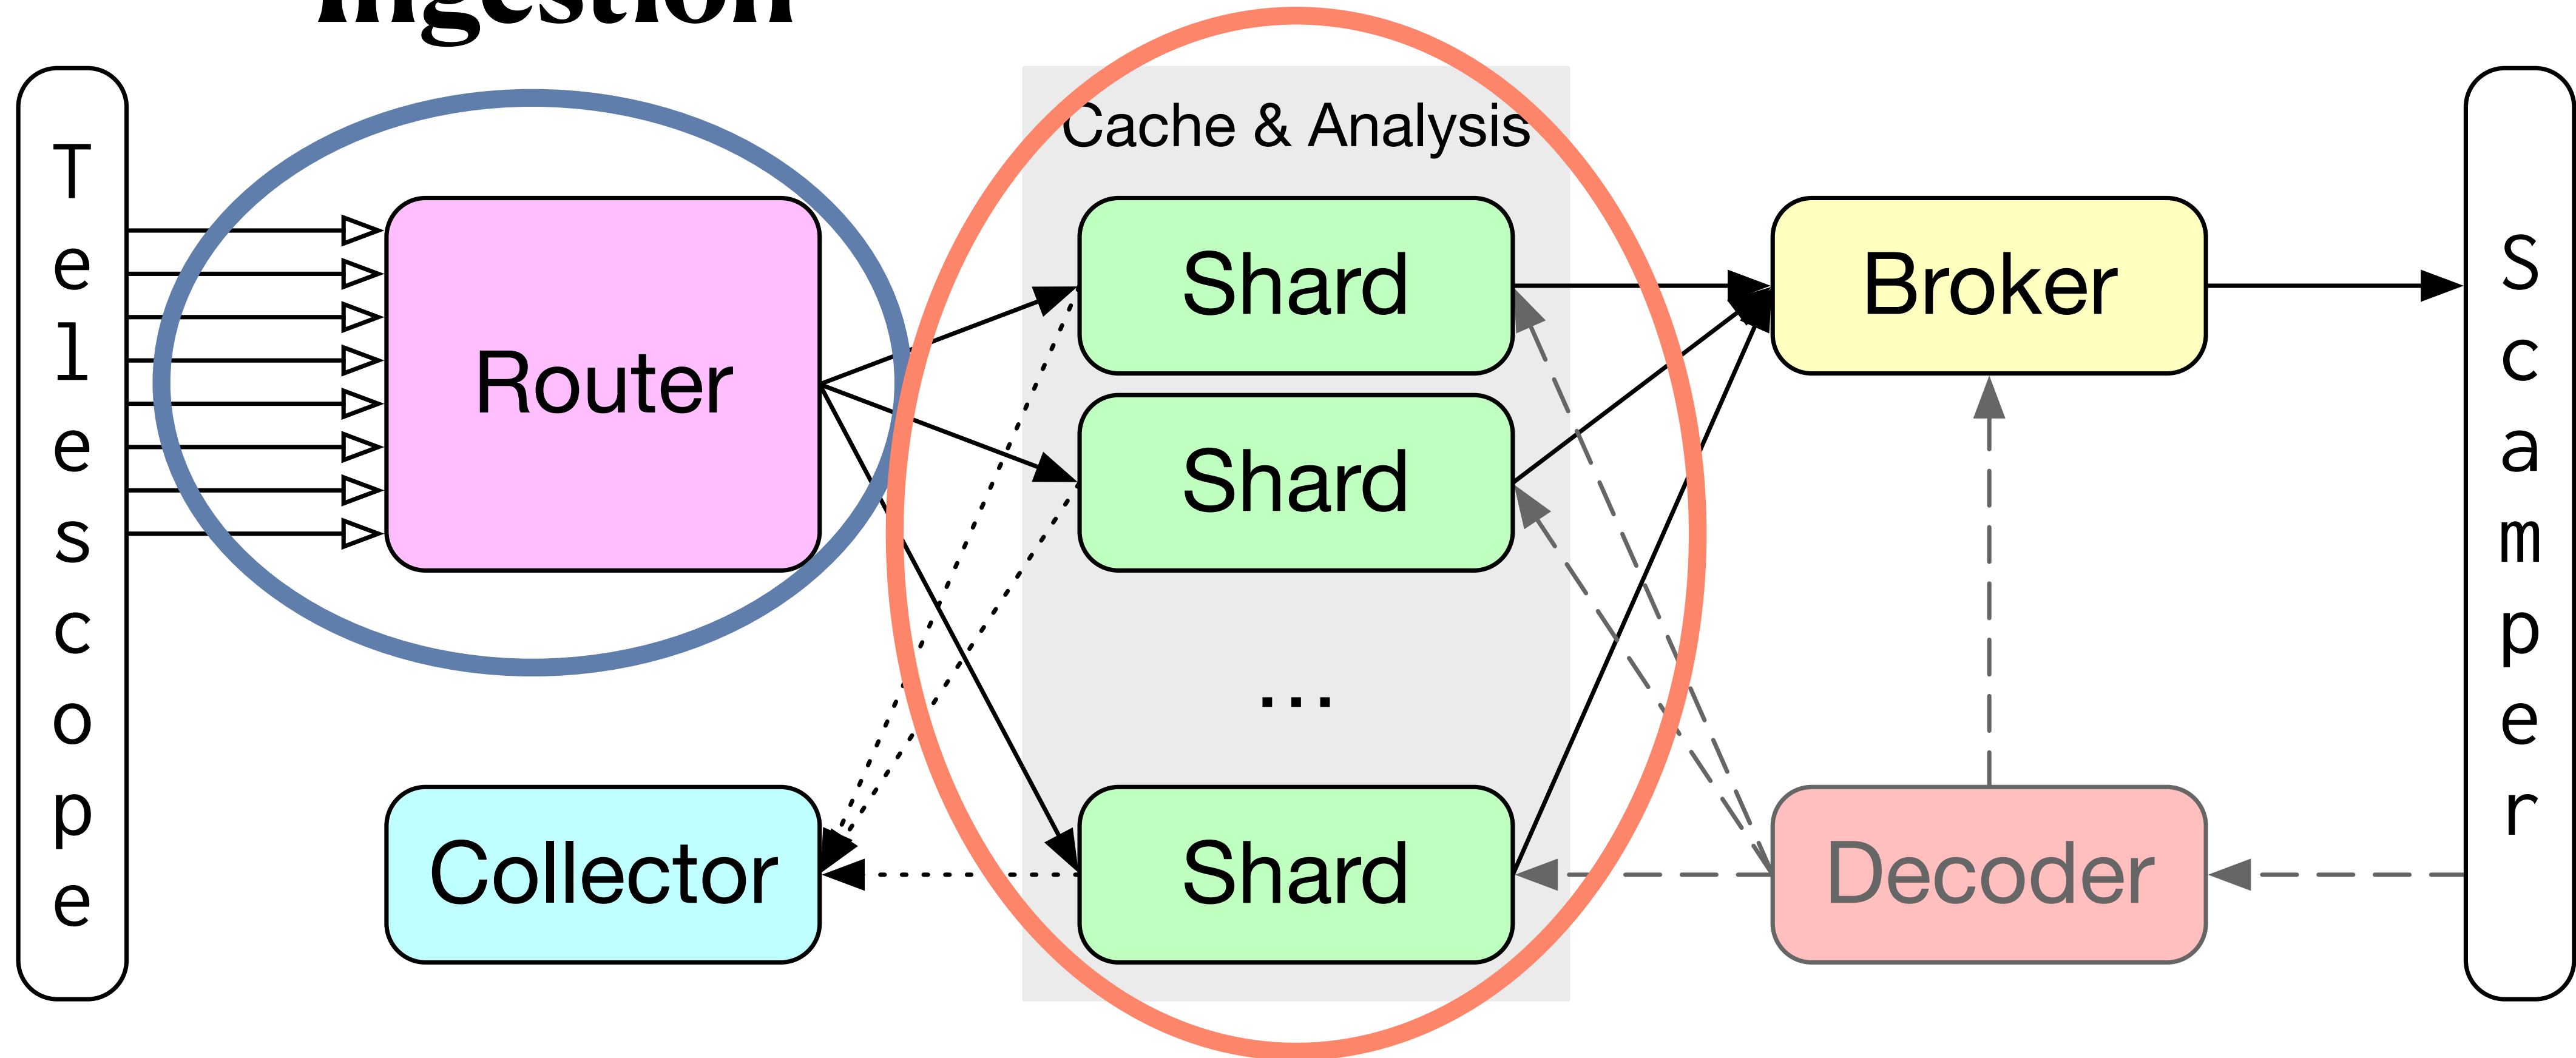 ingestion
Telescope
Cache & Analysis
Router
Shard
Shard
...
Shard
Collector
Broker
Decoder
Scamper